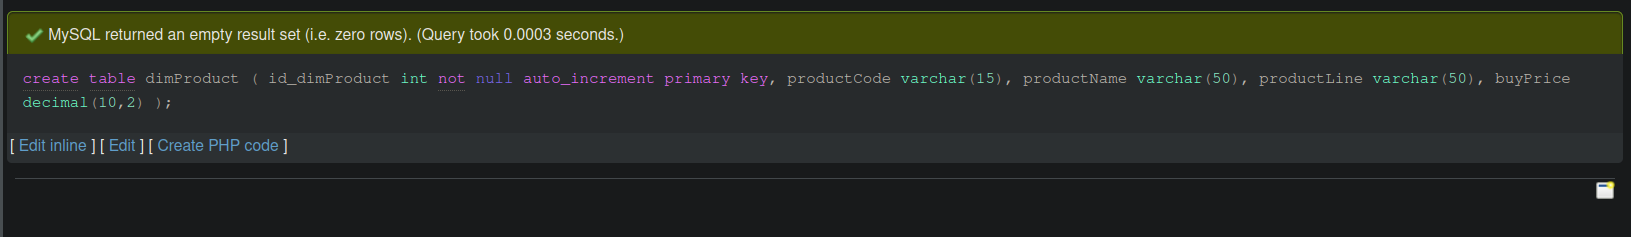 MySQL returned an empty result set (i.e. zero rows). (Query took 0.0003 seconds.)
create table dimProduct ( id_dimProduct int not null auto_increment primary key, productCode varchar(15), productName varchar(50), productLine varchar(50), buyPrice
decimal(10,2) );
[ Edit inline ] [ Edit ] [ Create PHP code ]